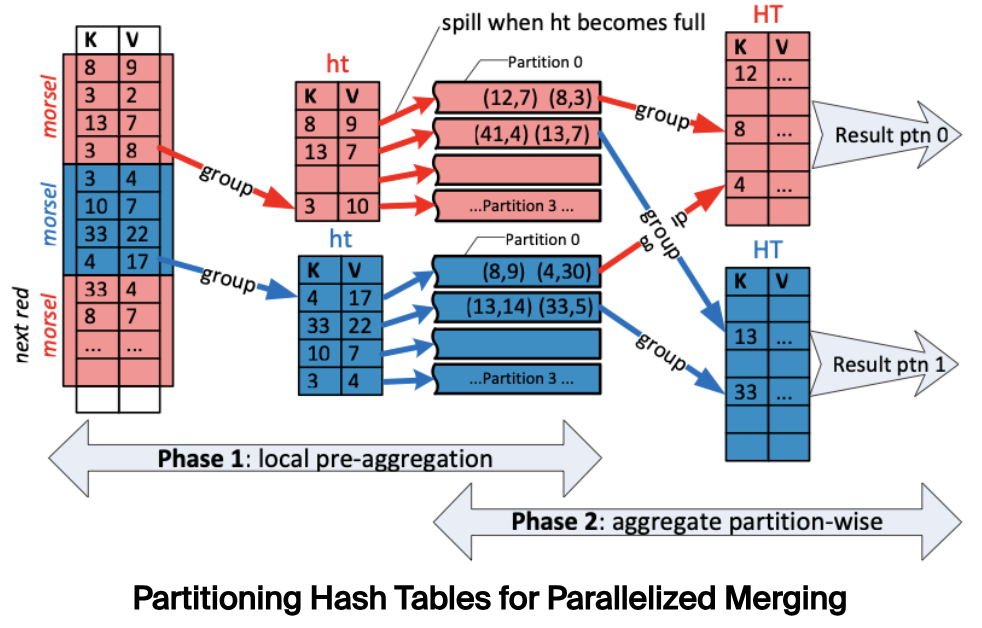 K V
8 9
3 2
13 7
3 8
3 4
10 7
33 22
4 17
33 4
8 7
... ...
morsel
morsel
next red
morsel
group
group
ht
K V
8 9
13 7
3 10
ht
K V
4 17
33 22
10 7
3 4
spill when ht becomes full
Partition 0
(12,7) (8,3)
(41,4) (13,7)
...Partition 3 ...
Partition 0
(8,9) (4,30)
(13,14) (33,5)
...Partition 3 ...
group
group
group
group
HT
K V
12 ...
8 ...
4 ...
Result ptn 0
HT
K V
13 ...
33 ...
Result ptn 1
Phase 1: local pre-aggregation
Phase 2: aggregate partition-wise
Partitioning Hash Tables for Parallelized Merging